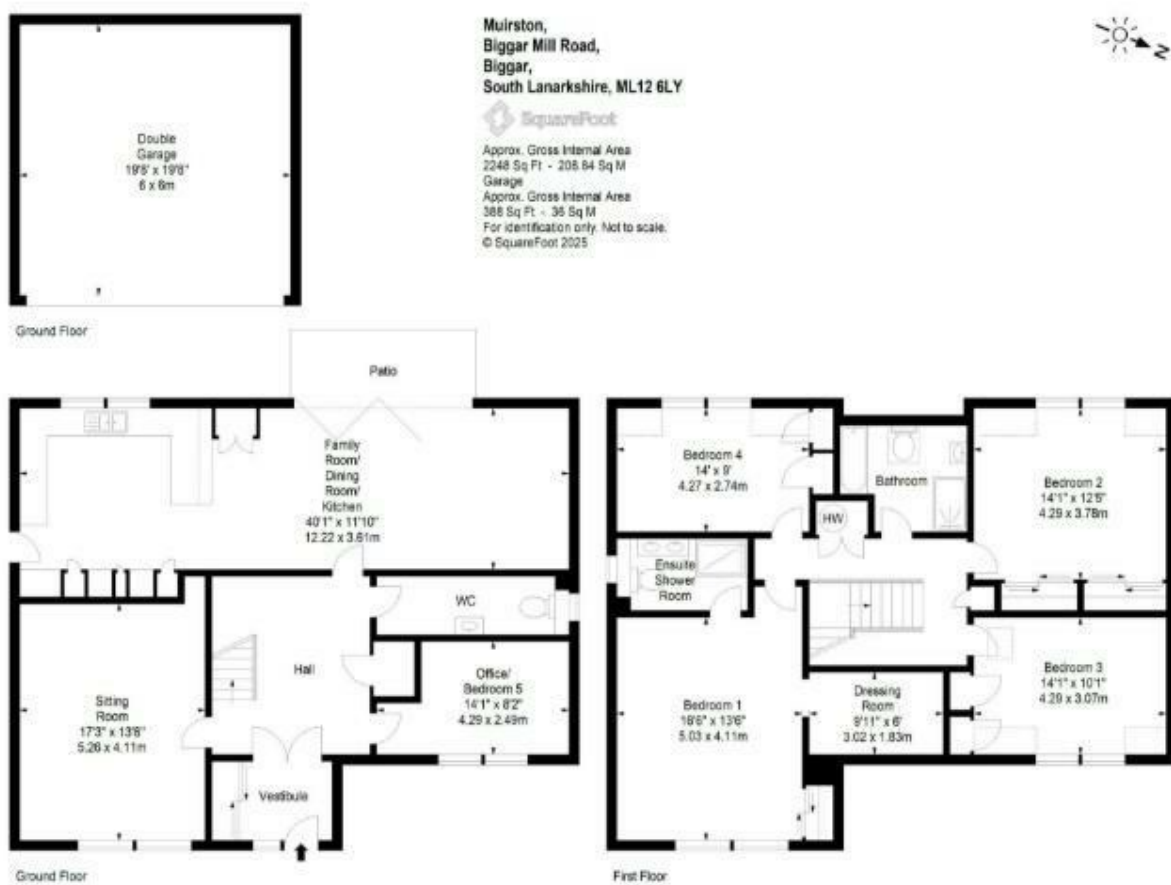 Muirston,
Biggar Mill Road,
Biggar,
South Lanarkshire, ML12 6LY
SquareFoot
Approx. Gross Internal Area
2248 Sq Ft - 208.84 Sq M
Garage
Approx. Gross Internal Area
388 Sq Ft - 36 Sq M
For identification only. Not to scale.
© SquareFoot 2025
N
Double
Garage
19'8" x 19'8"
6 x 6m
Ground Floor
Patio
Family
Room/
Dining
Room/
Kitchen
40'1" x 11'10"
12.22 x 3.61m
WC
Hall
Office/
Bedroom 5
14'1" x 8'2"
4.29 x 2.49m
Sitting
Room
17'3" x 13'6"
5.26 x 4.11m
Vestibule
Ground Floor
Bedroom 4
14' x 9'
4.27 x 2.74m
Bathroom
HW
Bedroom 2
14'1" x 12'5"
4.29 x 3.78m
Ensuite
Shower
Room
Bedroom 1
16'6" x 13'6"
5.03 x 4.11m
Dressing
Room
9'11" x 6'
3.02 x 1.83m
Bedroom 3
14'1" x 10'1"
4.29 x 3.07m
First Floor